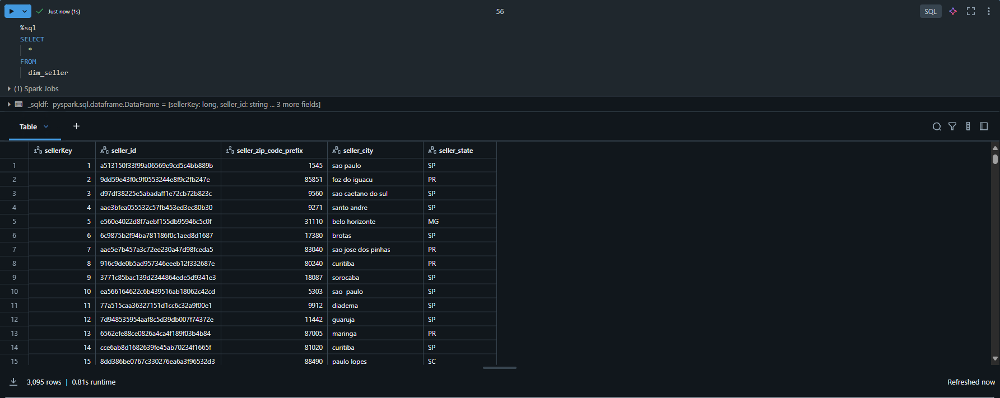 Just now (1s)
56
SQL
%sql
SELECT
*
FROM
dim_seller
(1) Spark Jobs
_sqldf: pyspark.sql.dataframe.DataFrame = [sellerKey: long, seller_id: string ... 3 more fields]
Table
+
sellerKey seller_id seller_zip_code_prefix seller_city seller_state
1 1 a513150f33f99a06569e9cd5c4bb889b 1545 sao paulo SP
2 2 9dd59e43f0c9f0553244e8f9c2fb247e 85851 foz do iguacu PR
3 3 d97df38225e5abadaff1e72cb72b823c 9560 sao caetano do sul SP
4 4 aae3bfea055532c57fb453ed3ec80b30 9271 santo andre SP
5 5 e560e4022d8f7aebf155db95946c5c0f 31110 belo horizonte MG
6 6 6c9875b2f94ba781186f0c1aed8d1687 17380 brotas SP
7 7 aae5e7b457a3c72ee230a47d98fceda5 83040 sao jose dos pinhas PR
8 8 916c9de0b5ad957346eeeb12f332687e 80240 curitiba PR
9 9 3771c85bac139d2344864ede5d9341e3 18087 sorocaba SP
10 10 ea566164622c6b439516ab18062c42cd 5303 sao  paulo SP
11 11 77a515caa36327151d1cc6c32a9f00e1 9912 diadema SP
12 12 7d948535954aaf8c5d39db007f74372e 11442 guaruja SP
13 13 6562efe88ce0826a4ca4f189f03b4b84 87005 maringa PR
14 14 cce6ab8d1682639fe45ab70234f1665f 81020 curitiba SP
15 15 8dd386be0767c330276ea6a3f96532d3 88490 paulo lopes SC
3,095 rows | 0.81s runtime
Refreshed now